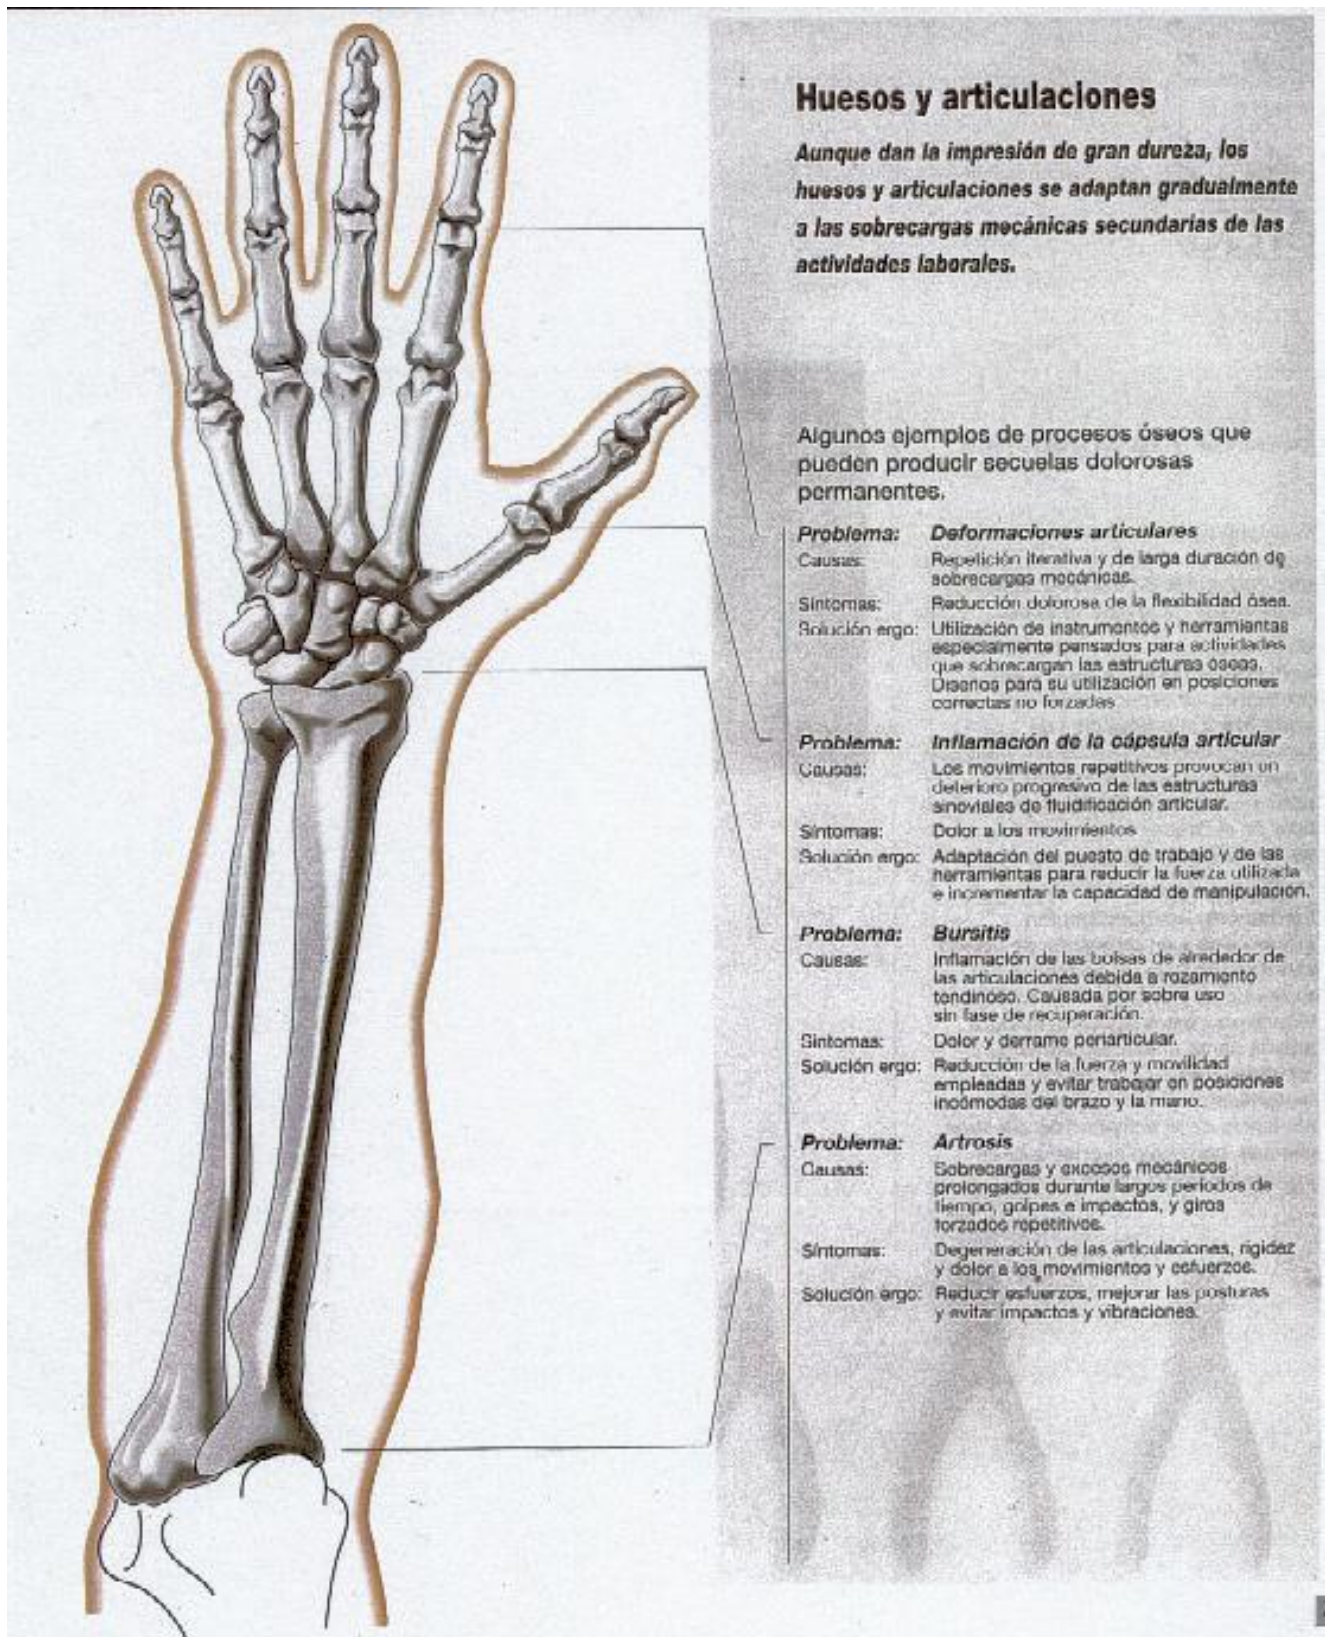 Huesos y articulaciones
Aunque dan la impresión de gran dureza, los
huesos y articulaciones se adaptan gradualmente
a las sobrecargas mecánicas secundarias de las
actividades laborales.
Algunos ejemplos de procesos óseos que
pueden producir secuelas dolorosas
permanentes.
Problema: Deformaciones articulares
Causas: Repetición iterativa y de larga duración de
sobrecargas mecánicas.
Síntomas: Reducción dolorosa de la flexibilidad ósea.
Solución ergo: Utilización de instrumentos y herramientas
especialmente pensados para actividades
que sobrecargan las estructuras óseas.
Diseños para su utilización en posiciones
correctas no forzadas
Problema: Inflamación de la cápsula articular
Causas: Los movimientos repetitivos provocan un
deterioro progresivo de las estructuras
sinoviales de fluidificación articular.
Síntomas: Dolor a los movimientos
Solución ergo: Adaptación del puesto de trabajo y de las
herramientas para reducir la fuerza utilizada
e incrementar la capacidad de manipulación.
Problema: Bursitis
Causas: Inflamación de las bolsas de alrededor de
las articulaciones debida a rozamiento
tendinoso. Causada por sobre uso
sin fase de recuperación.
Síntomas: Dolor y derrame periarticular.
Solución ergo: Reducción de la fuerza y movilidad
empleadas y evitar trabajar en posiciones
incómodas del brazo y la mano.
Problema: Artrosis
Causas: Sobrecargas y excesos mecánicos
prolongados durante largos períodos de
tiempo, golpes e impactos, y giros
forzados repetitivos.
Síntomas: Degeneración de las articulaciones, rigidez
y dolor a los movimientos y esfuerzos.
Solución ergo: Reducir esfuerzos, mejorar las posturas
y evitar impactos y vibraciones.